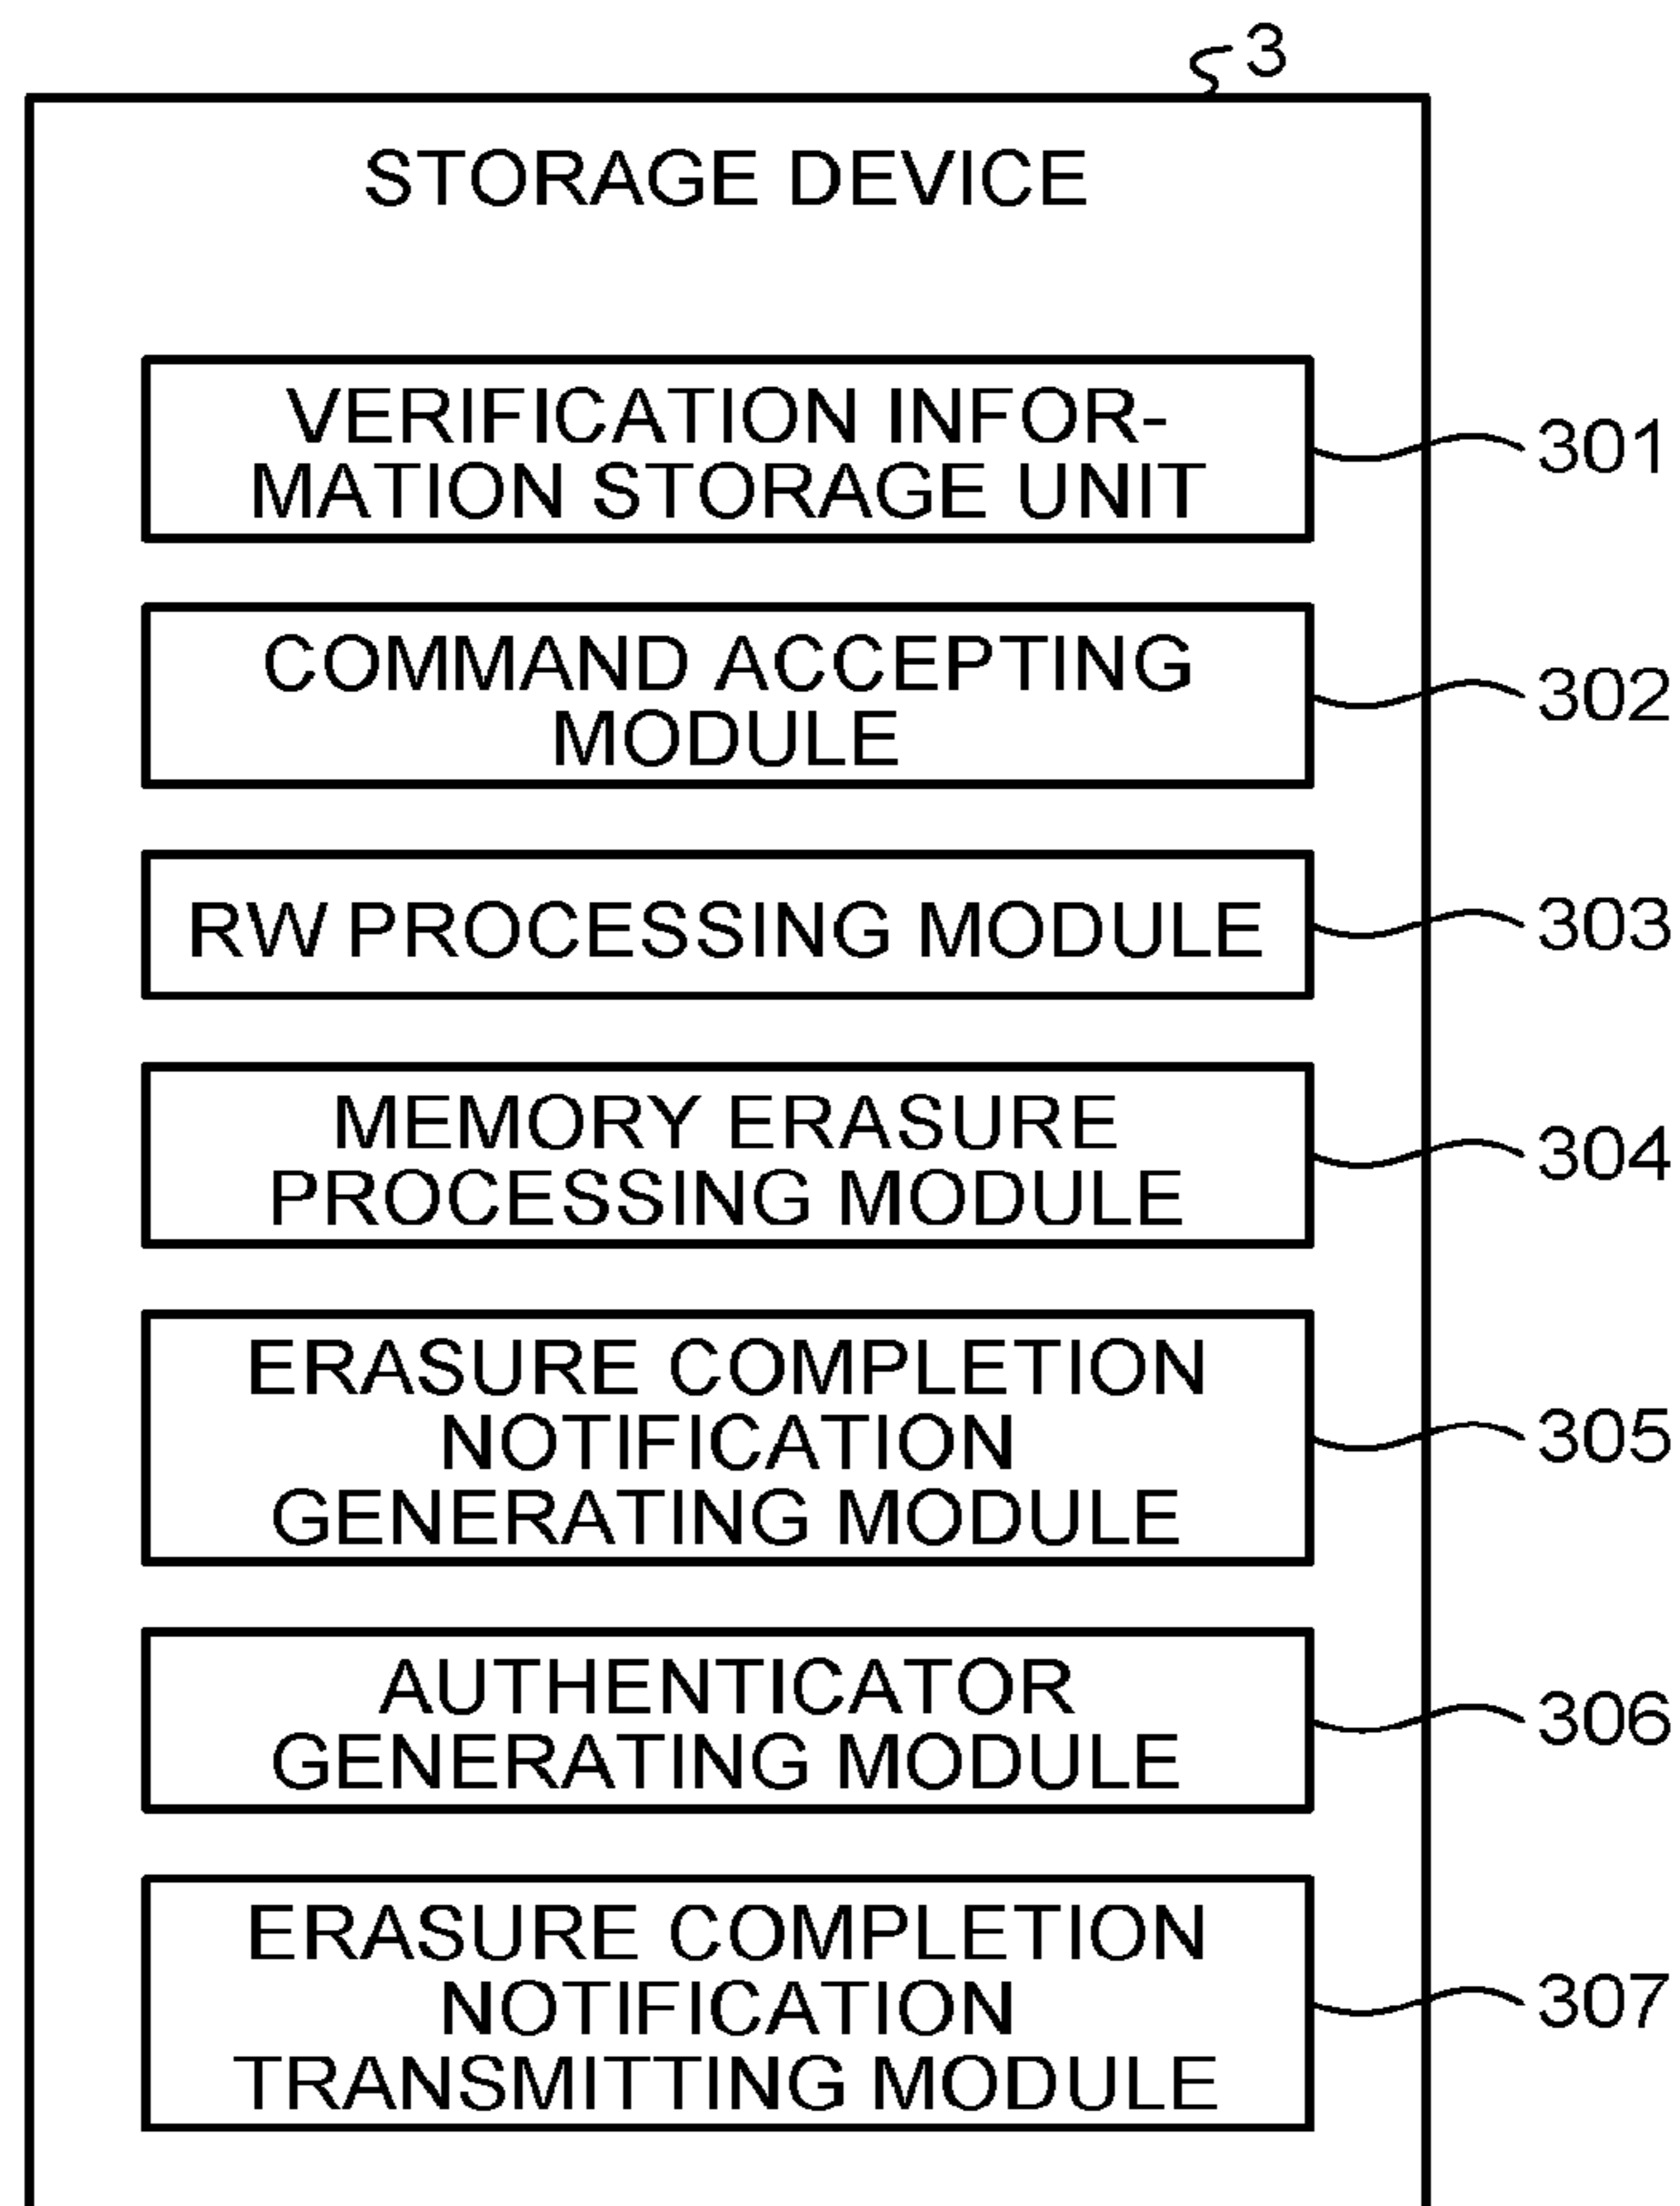 3
STORAGE DEVICE
VERIFICATION INFOR-
MATION STORAGE UNIT
301
COMMAND ACCEPTING
MODULE
302
RW PROCESSING MODULE
303
MEMORY ERASURE
PROCESSING MODULE
304
ERASURE COMPLETION
NOTIFICATION
GENERATING MODULE
305
AUTHENTICATOR
GENERATING MODULE
306
ERASURE COMPLETION
NOTIFICATION
TRANSMITTING MODULE
307